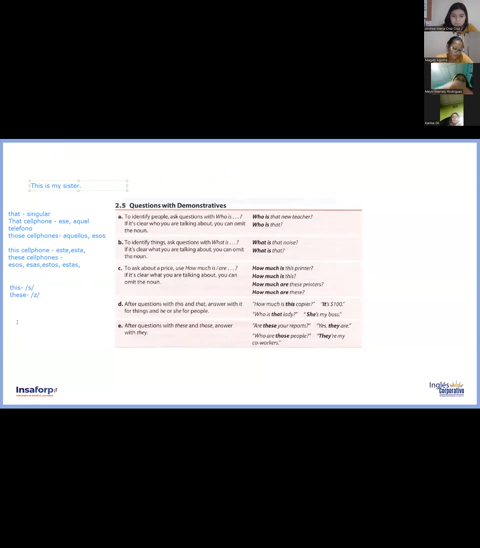 This is my sister.
that - singular
That cellphone - ese, aquel
telefono
those cellphones- aquellos, esos
this cellphone - este,esta,
these cellphones -
esos, esas,estos, estas,
this- /s/
these- /z/
2.5 Questions with Demonstratives
a. To identify people, ask questions with Who is . . .?
If it's clear who you are talking about, you can omit
the noun.
Who is that new teacher?
Who is that?
b. To identify things, ask questions with What is . . .?
If it's clear what you are talking about, you can omit
the noun.
What is that noise?
What is that?
c. To ask about a price, use How much is / are . . .?
If it's clear what you are talking about, you can
omit the noun.
How much is this printer?
How much is this?
How much are these printers?
How much are these?
d. After questions with this and that, answer with it
for things and he or she for people.
"How much is this copier?" "It's $100."
"Who is that lady?" "She's my boss."
e. After questions with these and those, answer
with they.
"Are these your reports?" "Yes, they are."
"Who are those people?" "They're my
co-workers."
Insaforp
Inglés
Corporativo